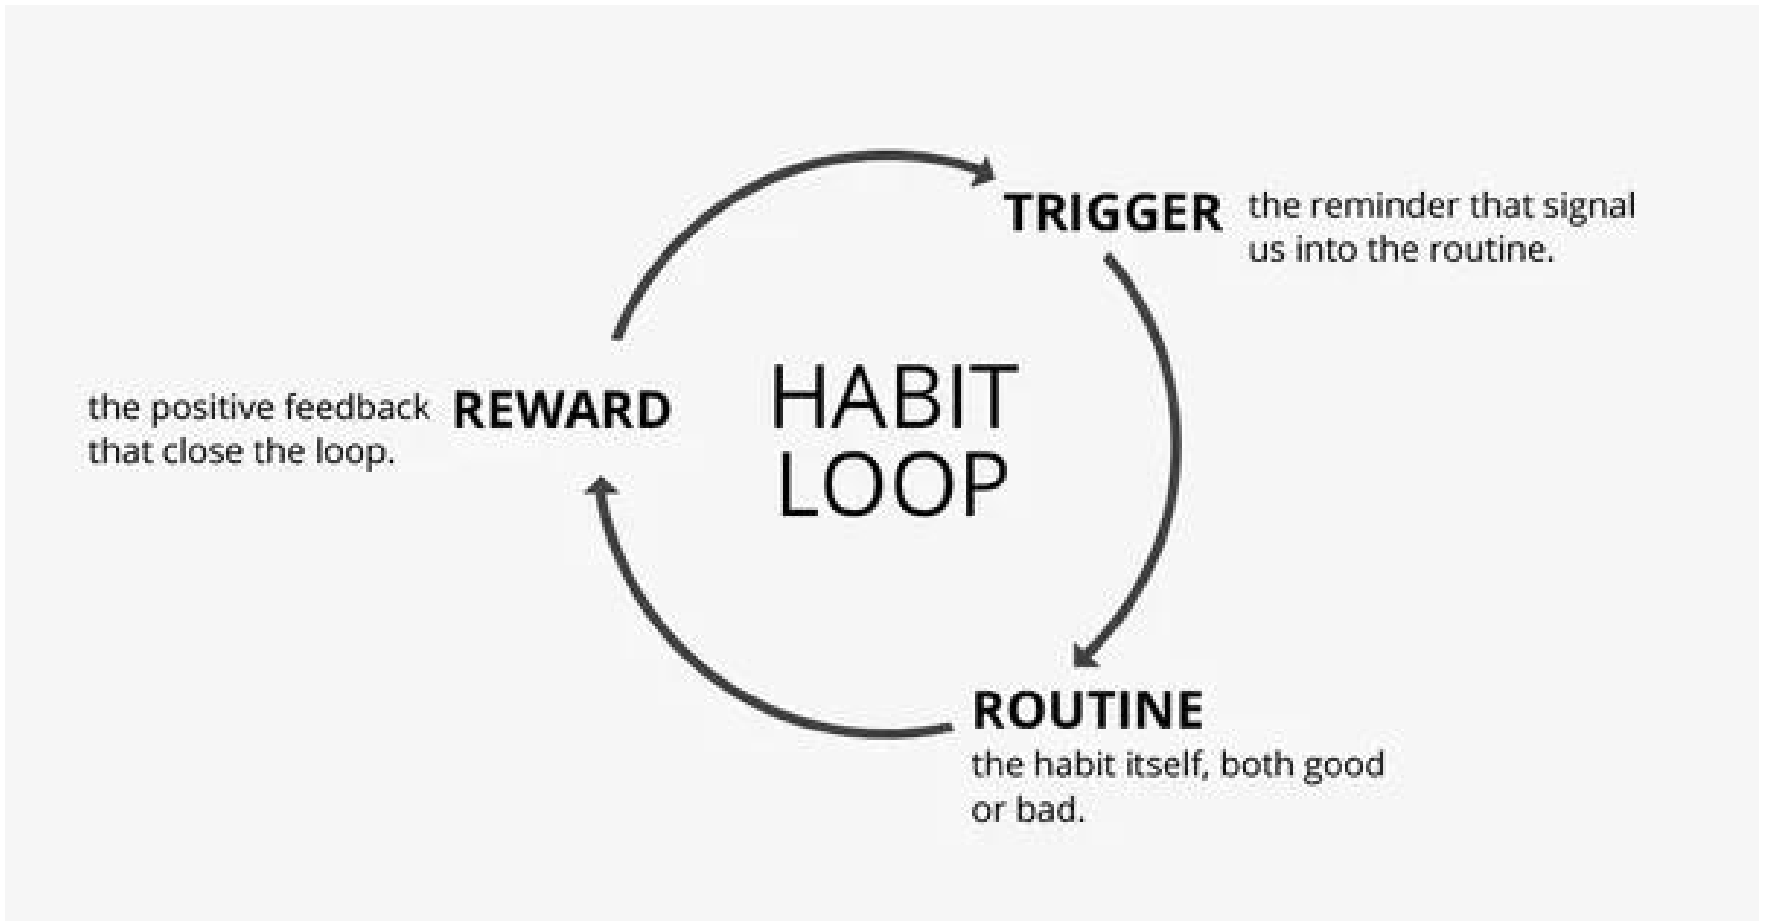 TRIGGER the reminder that signal
us into the routine.
HABIT
LOOP
the positive feedback REWARD
that close the loop.
ROUTINE
the habit itself, both good
or bad.